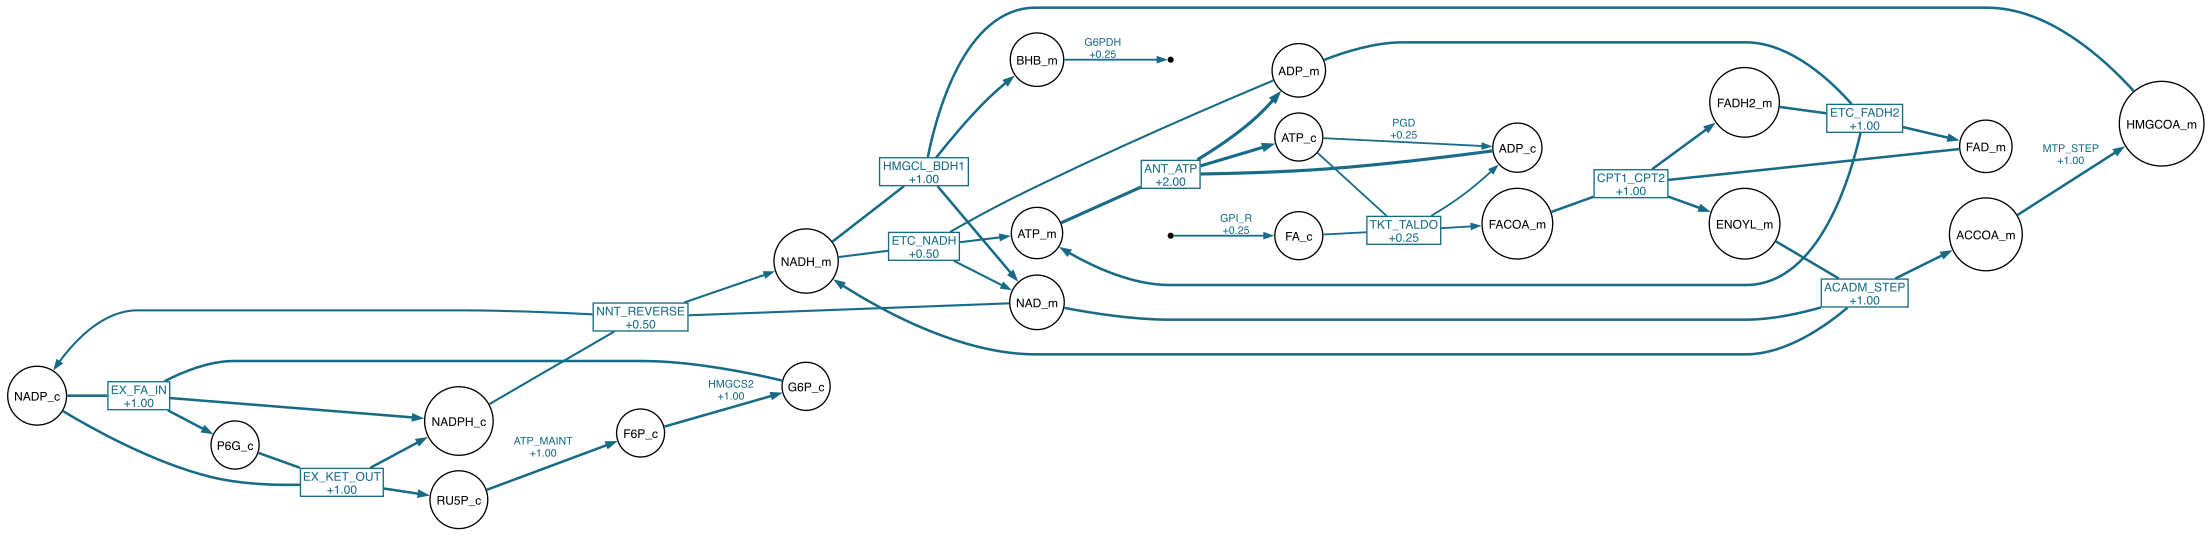 BHB_m
G6PDH
+0.25
ADP_m
FADH2_m
ETC_FADH2
+1.00
HMGCOA_m
ATP_c
PGD
+0.25
ADP_c
FAD_m
MTP_STEP
+1.00
HMGCL_BDH1
+1.00
ANT_ATP
+2.00
CPT1_CPT2
+1.00
NADH_m
ETC_NADH
+0.50
ATP_m
GPI_R
+0.25
FA_c
TKT_TALDO
+0.25
FACOA_m
ENOYL_m
ACCOA_m
NNT_REVERSE
+0.50
NAD_m
ACADM_STEP
+1.00
NADP_c
EX_FA_IN
+1.00
P6G_c
NADPH_c
HMGCS2
+1.00
G6P_c
ATP_MAINT
+1.00
F6P_c
EX_KET_OUT
+1.00
RU5P_c